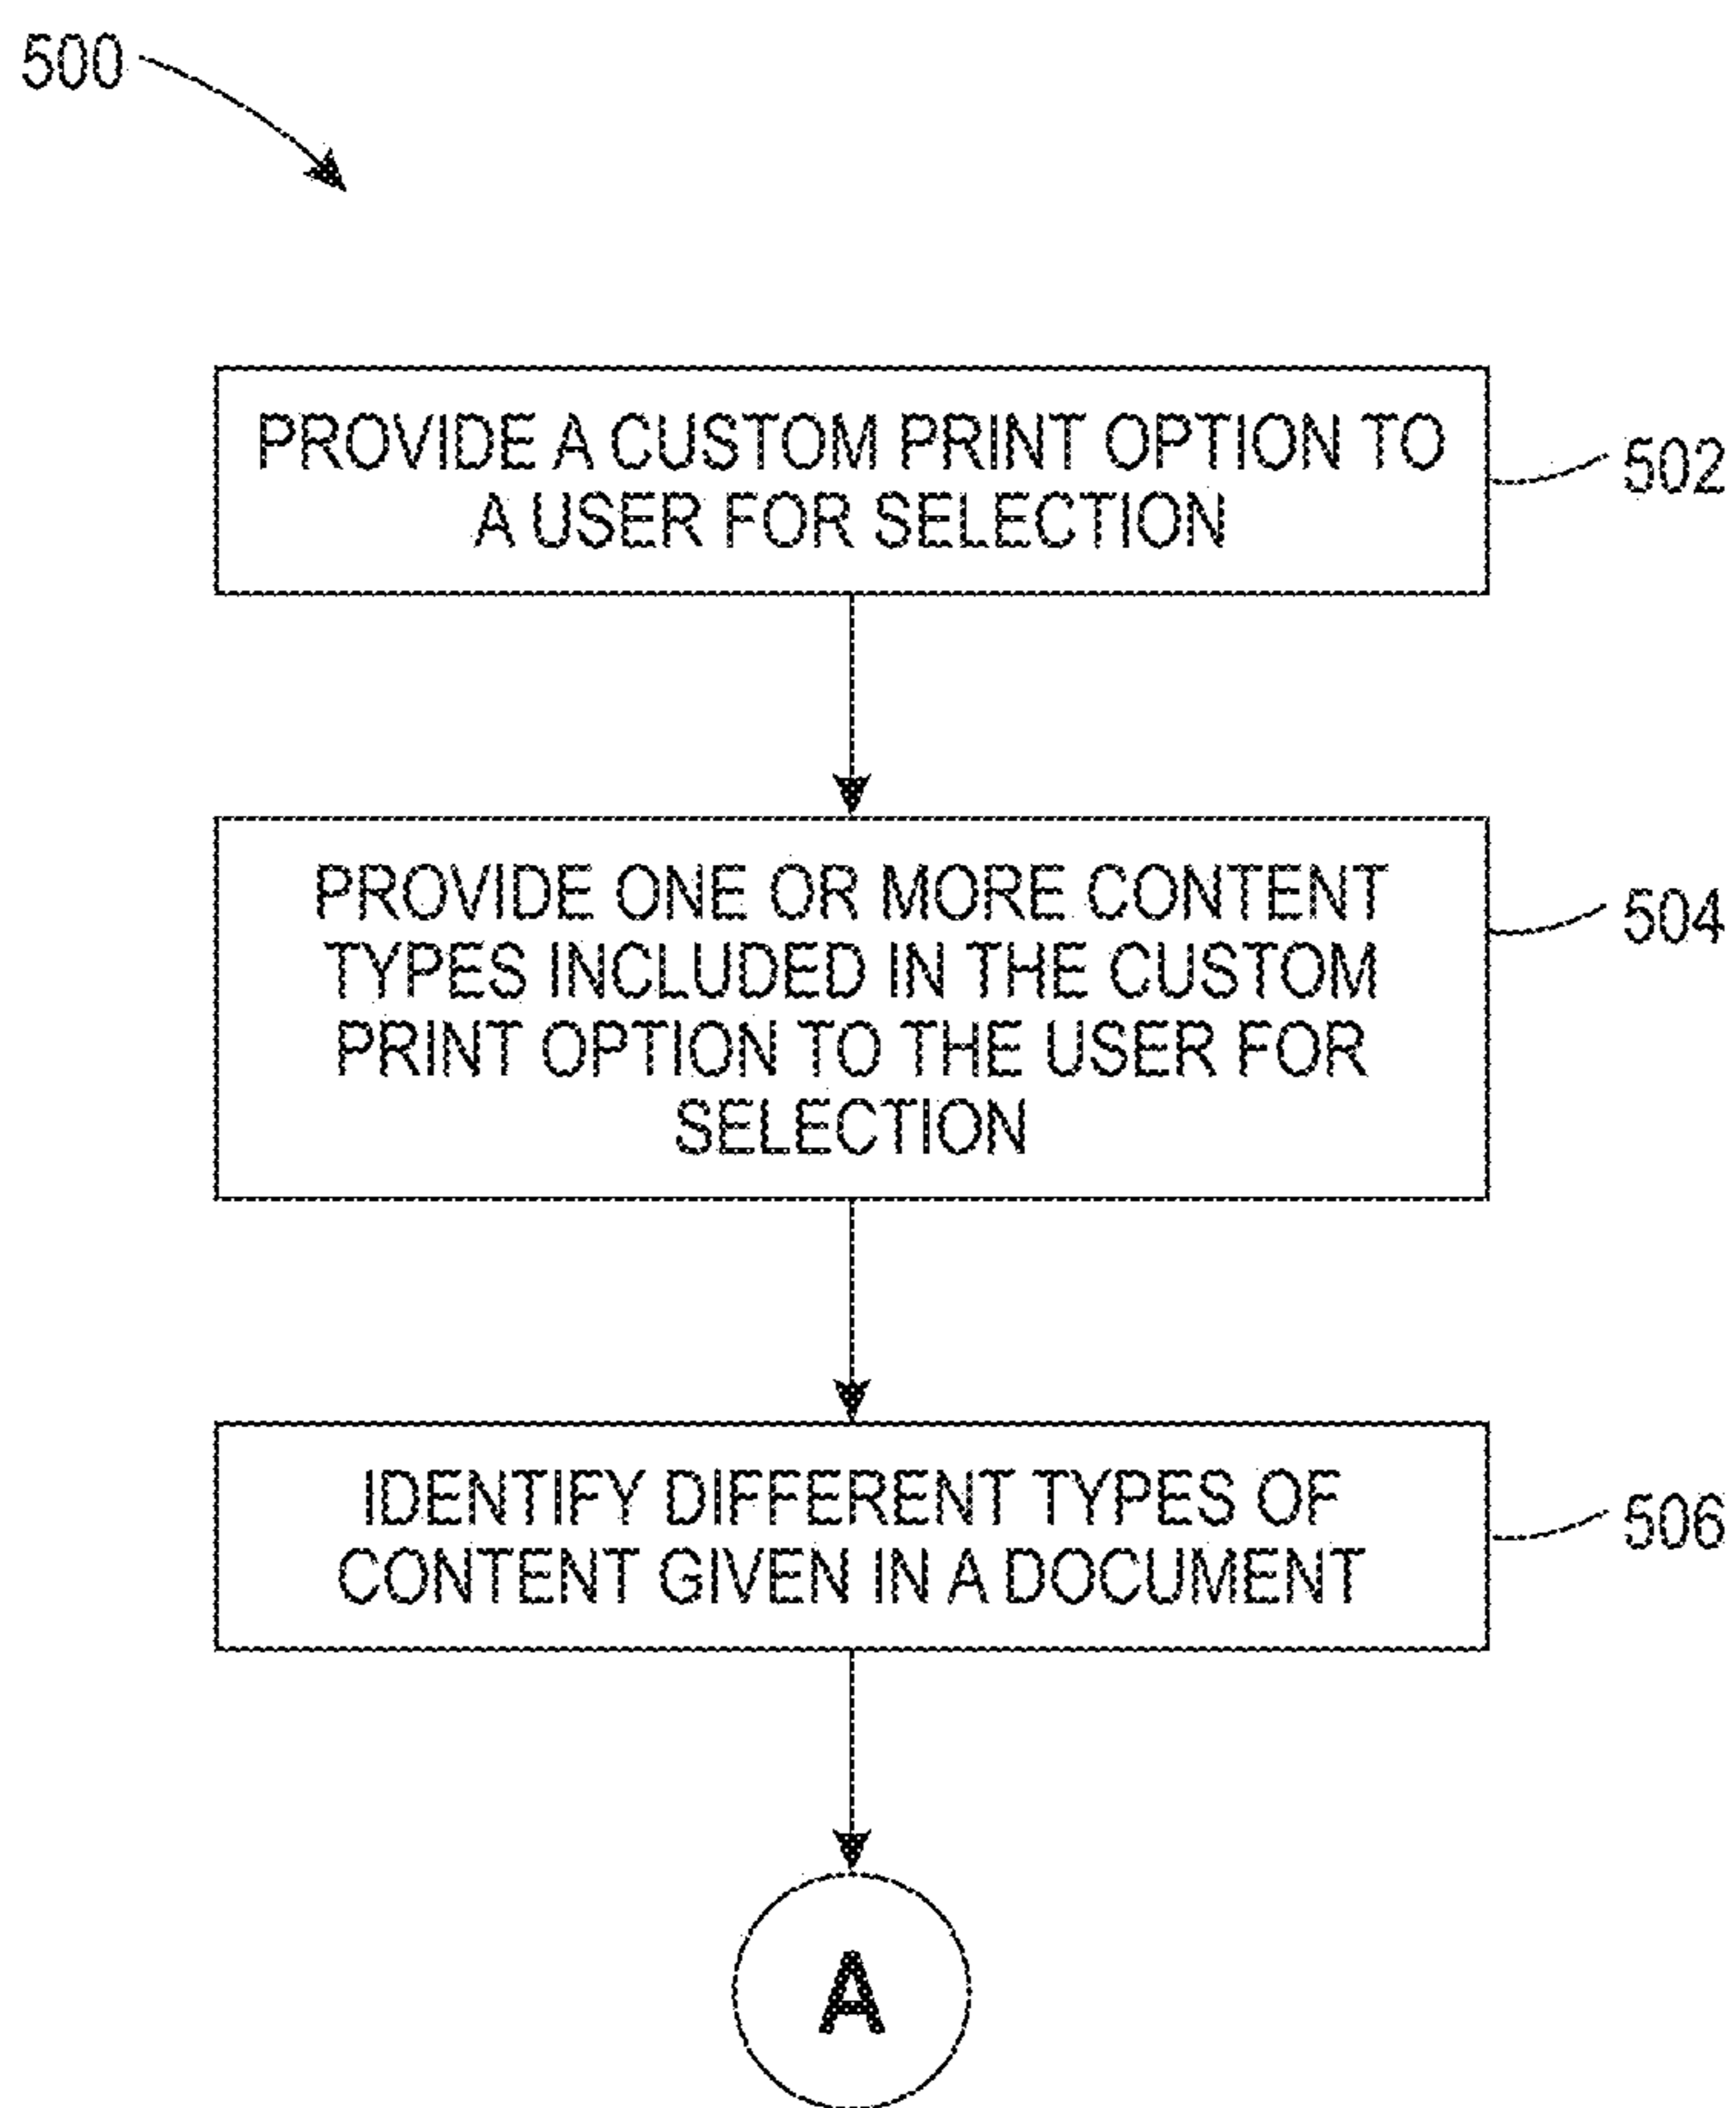 500
PROVIDE A CUSTOM PRINT OPTION TO
A USER FOR SELECTION
502
PROVIDE ONE OR MORE CONTENT
TYPES INCLUDED IN THE CUSTOM
PRINT OPTION TO THE USER FOR
SELECTION
504
IDENTIFY DIFFERENT TYPES OF
CONTENT GIVEN IN A DOCUMENT
506
A